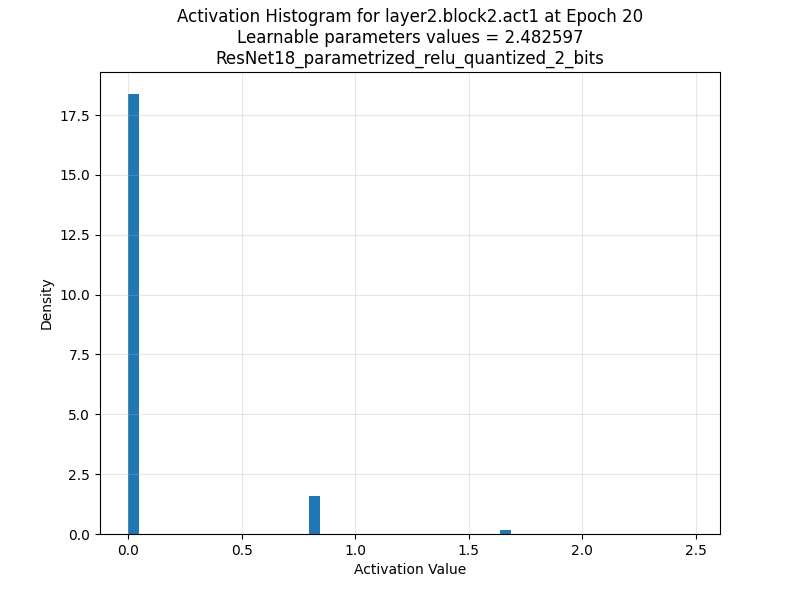 Activation Histogram for layer2.block2.act1 at Epoch 20
Learnable parameters values = 2.482597
ResNet18_parametrized_relu_quantized_2_bits
17.5
15.0
12.5
10.0
7.5
5.0
2.5
0.0
Density
0.0 0.5 1.0 1.5 2.0 2.5
Activation Value